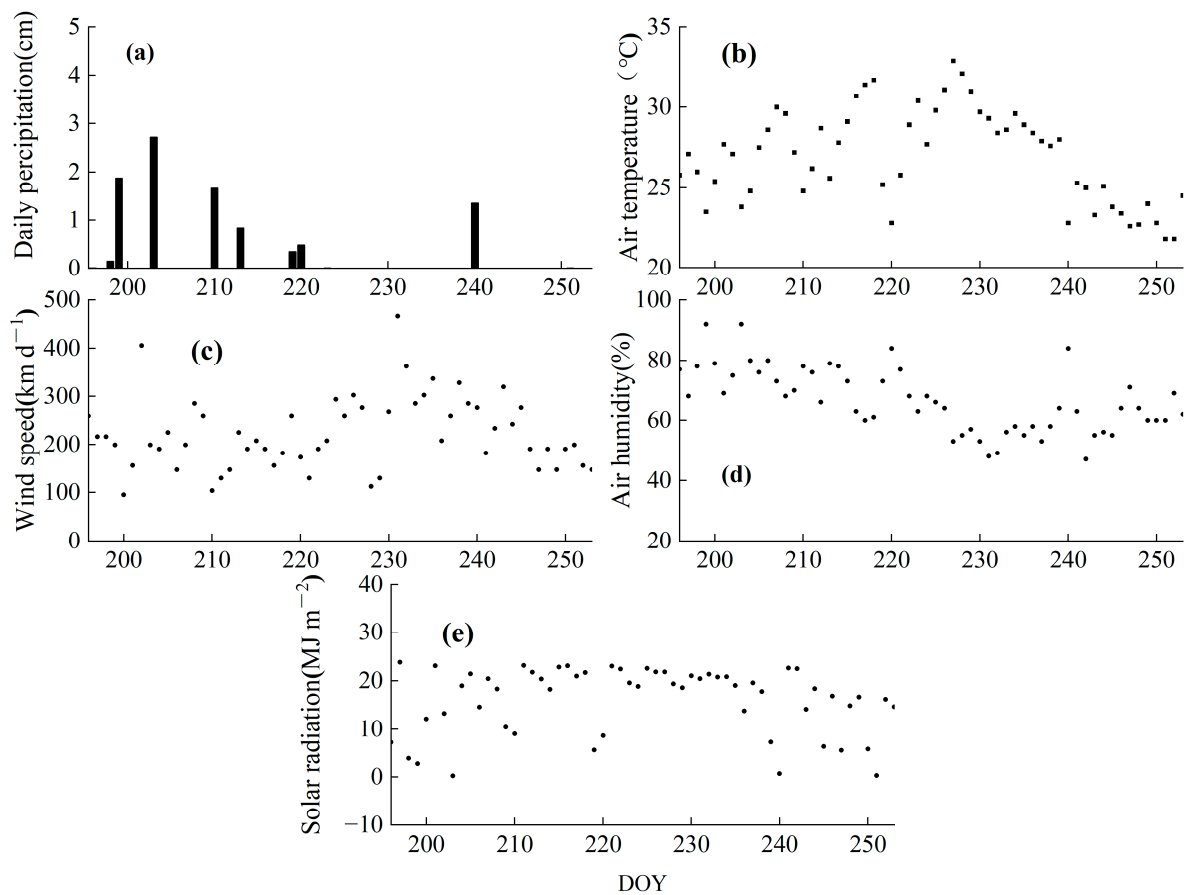 5
4
3
2
1
0
Daily percipitation(cm)
(a)
200 210 220 230 240 250
35
30
25
20
Air temperature (°C)
(b)
200 210 220 230 240 250
500
400
300
200
100
0
Wind speed(km d−1)
(c)
200 210 220 230 240 250
100
80
60
40
20
Air humidity(%)
(d)
200 210 220 230 240 250
40
30
20
10
0
−10
Solar radiation(MJ m−2)
(e)
200 210 220 230 240 250
DOY